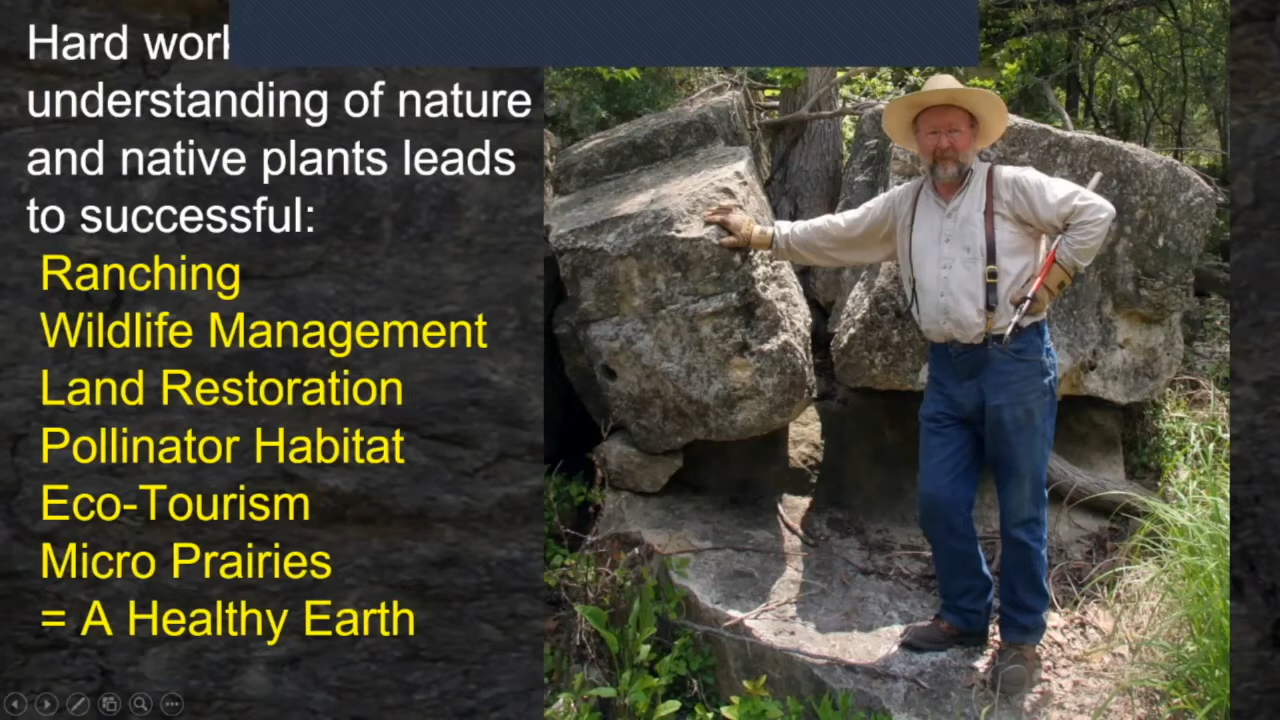 Hard work
understanding of nature
and native plants leads
to successful:
Ranching
Wildlife Management
Land Restoration
Pollinator Habitat
Eco-Tourism
Micro Prairies
= A Healthy Earth